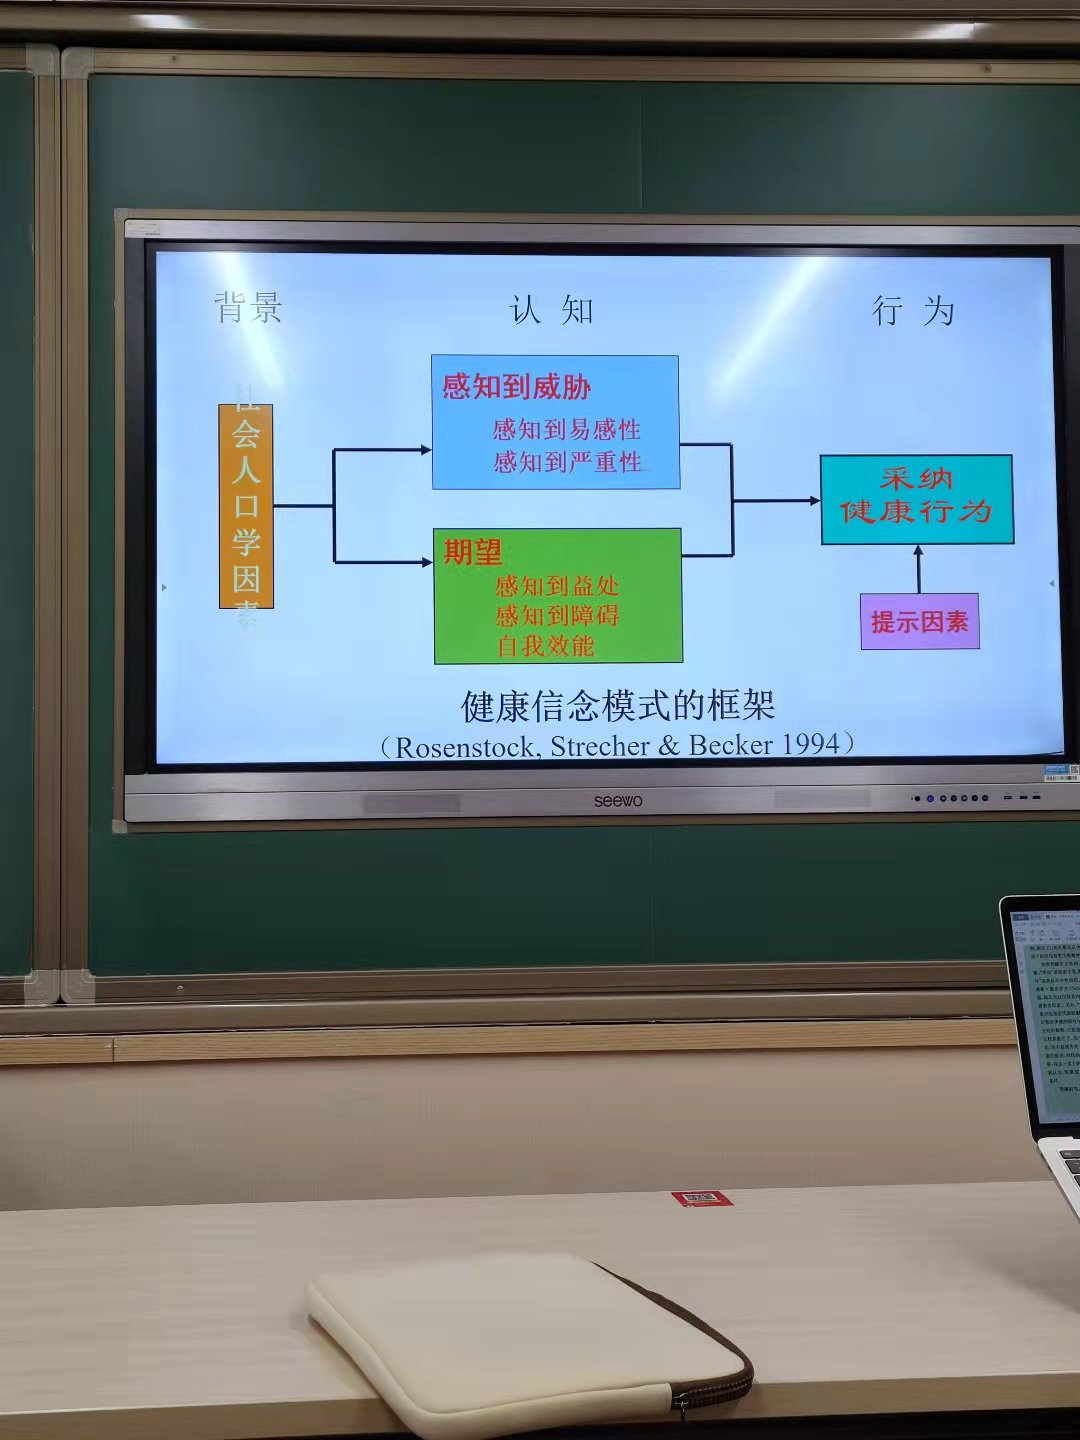 背景
认 知
行 为
社会人口学因素
感知到威胁
感知到易感性
感知到严重性
期望
感知到益处
感知到障碍
自我效能
采纳
健康行为
提示因素
健康信念模式的框架
（Rosenstock, Strecher & Becker 1994）
seewo